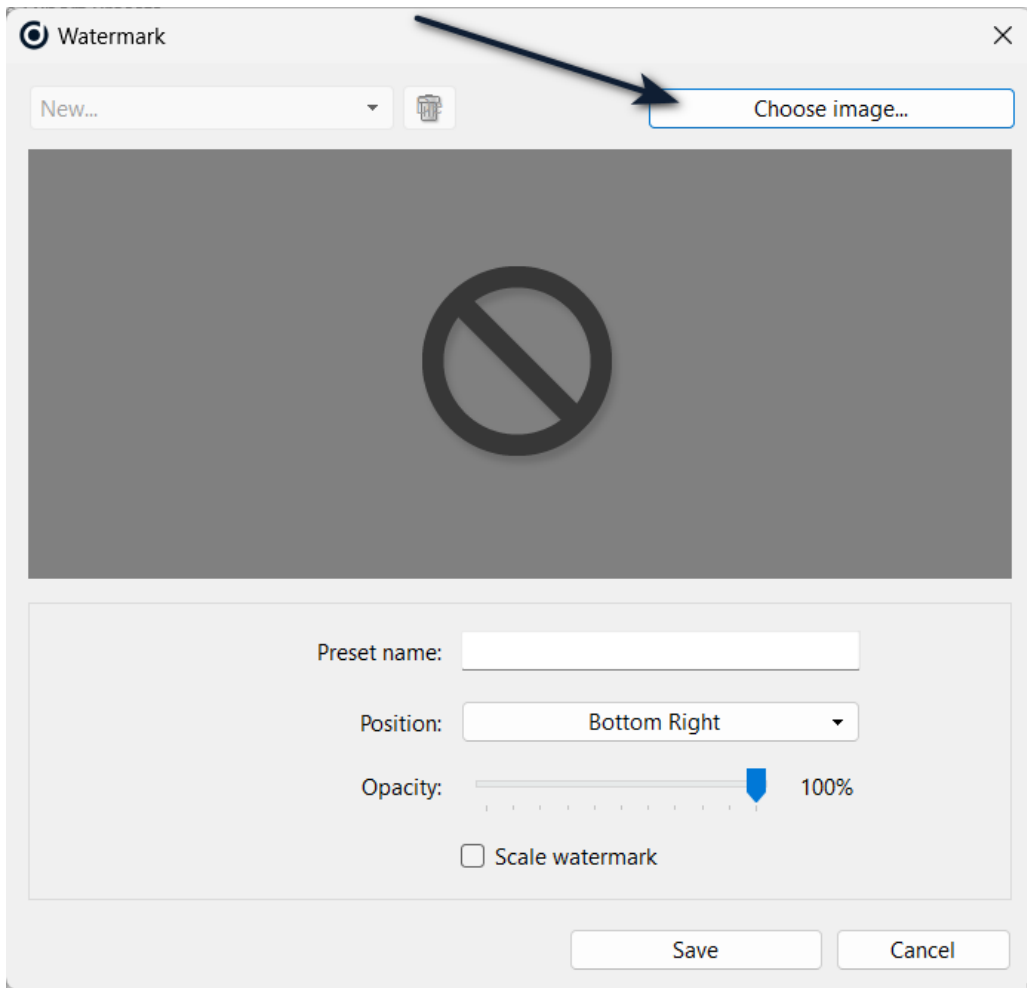 Watermark
New...
Choose image...
Preset name:
Position: Bottom Right
Opacity: 100%
Scale watermark
Save Cancel